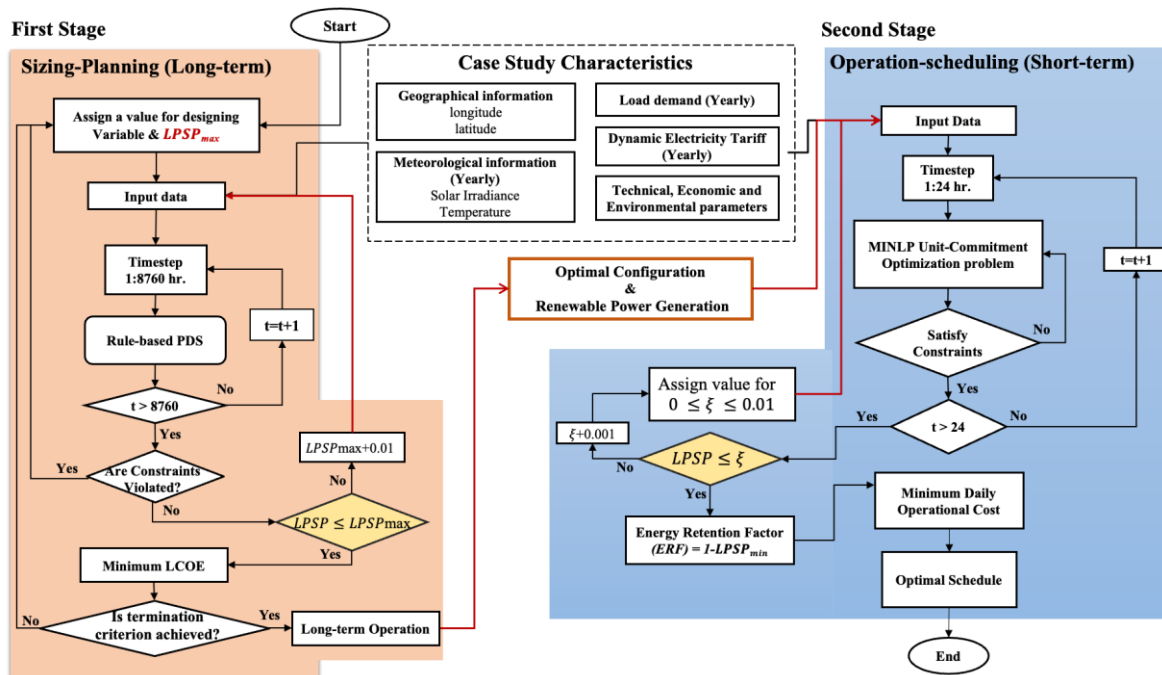 Start
First Stage
Sizing-Planning (Long-term)
Assign a value for designing
Variable & LPSPmax
Input data
Timestep
1:8760 hr.
t=t+1
Rule-based PDS
No
t > 8760
Yes
LPSPmax+0.01
Yes
Are Constraints
Violated?
No
No
LPSP ≤ LPSPmax
Yes
Minimum LCOE
No
Is termination
criterion achieved?
Yes
Long-term Operation
Case Study Characteristics
Geographical information
longitude
latitude
Meteorological information
(Yearly)
Solar Irradiance
Temperature
Load demand (Yearly)
Dynamic Electricity Tariff
(Yearly)
Technical, Economic and
Environmental parameters
Optimal Configuration
&
Renewable Power Generation
Second Stage
Operation-scheduling (Short-term)
Input Data
Timestep
1:24 hr.
MINLP Unit-Commitment
Optimization problem
t=t+1
Satisfy
Constraints
No
Yes
Yes
t > 24
No
Assign value for
0 ≤ ξ ≤ 0.01
ξ+0.001
No
LPSP ≤ ξ
Yes
Energy Retention Factor
(ERF) = 1-LPSPmin
Minimum Daily
Operational Cost
Optimal Schedule
End